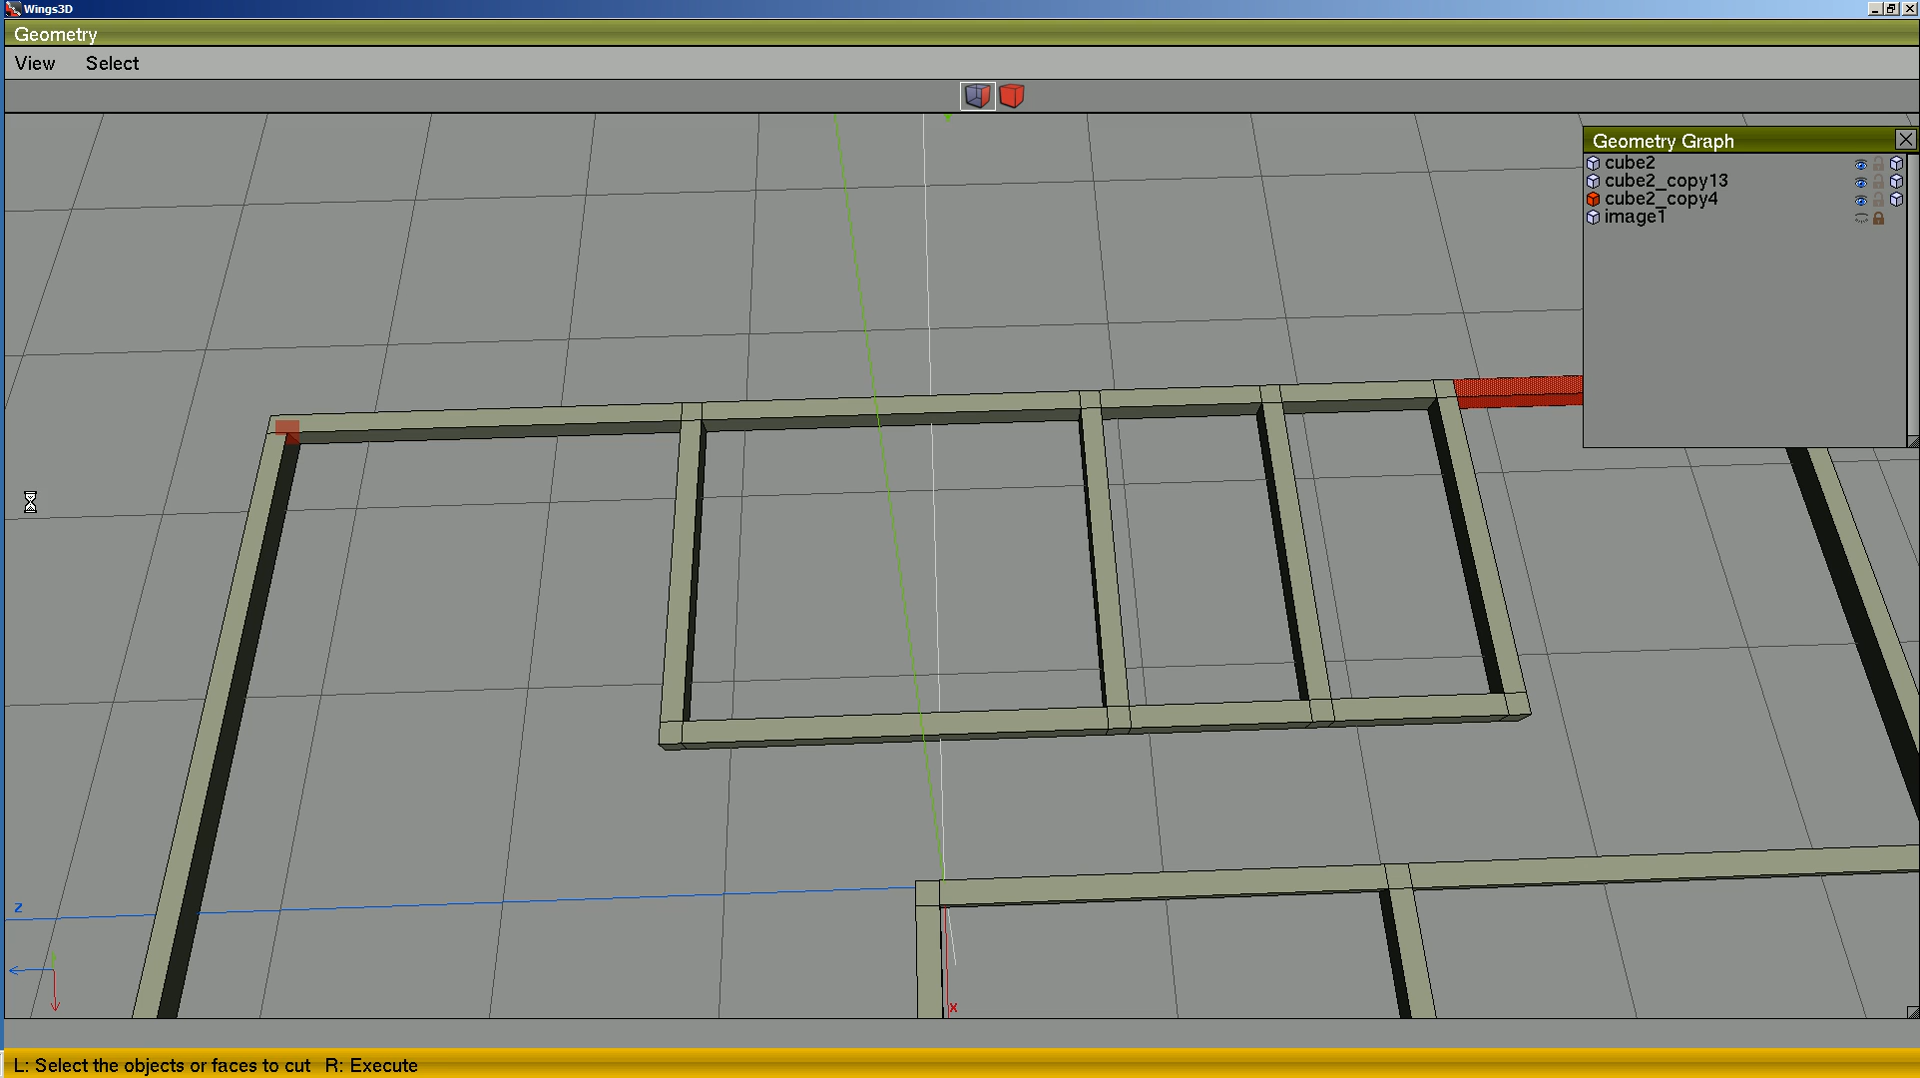 Wings3D
Geometry
View Select
Geometry Graph
cube2
cube2_copy13
cube2_copy4
image1
z
x
L: Select the objects or faces to cut R: Execute